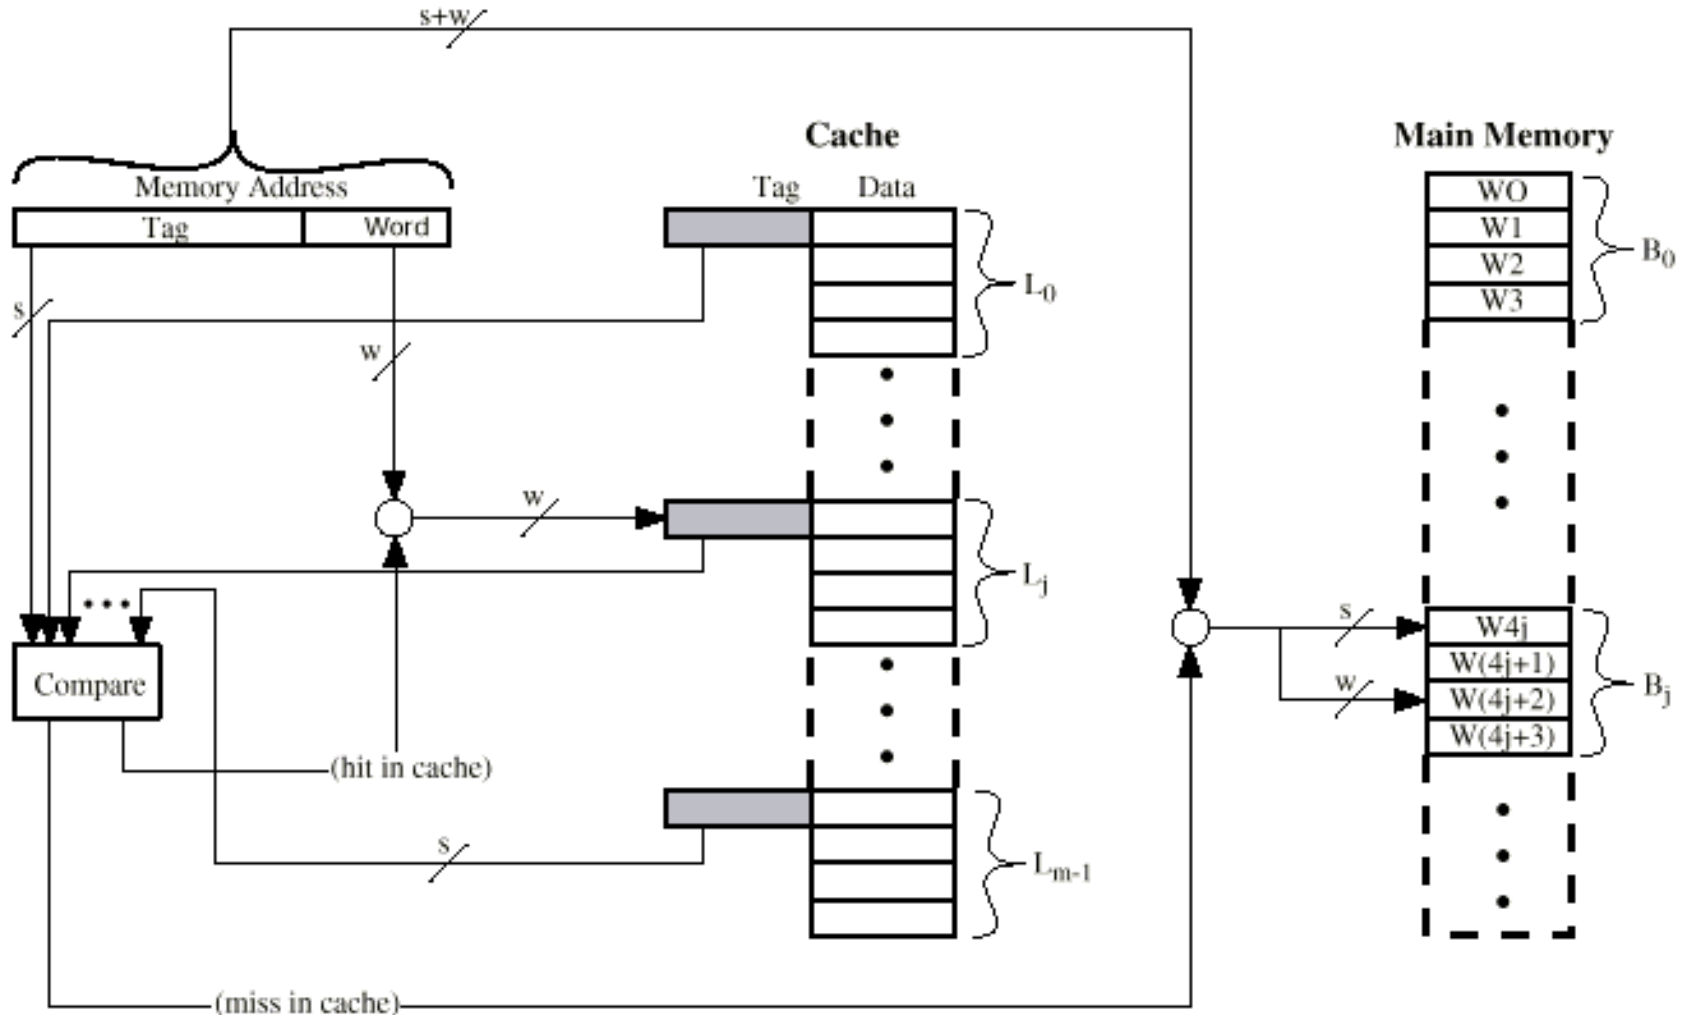 s+w
Cache
Main Memory
Memory Address
Tag Data
Tag Word
WO
W1
W2
W3
B0
L0
s
w
w
Lj
s
W4j
W(4j+1)
w
W(4j+2)
W(4j+3)
Bj
Compare
(hit in cache)
s
Lm-1
(miss in cache)